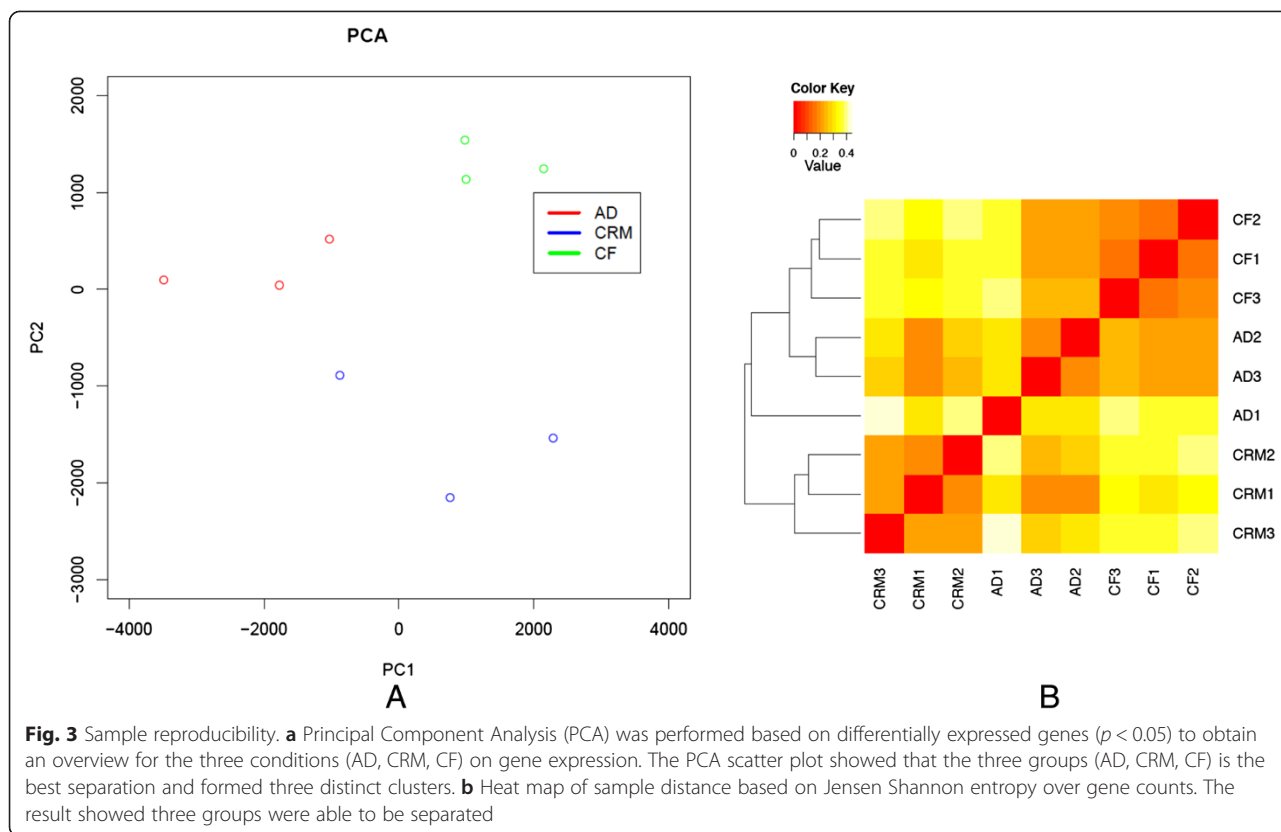 PCA
2000
1000
0
−1000
−2000
−3000
PC2
−4000
−2000
0
2000
4000
PC1
AD
CRM
CF
A
Color Key
0 0.2 0.4
Value
CF2
CF1
CF3
AD2
AD3
AD1
CRM2
CRM1
CRM3
CRM3
CRM1
CRM2
AD1
AD3
AD2
CF3
CF1
CF2
B
Fig. 3 Sample reproducibility. a Principal Component Analysis (PCA) was performed based on differentially expressed genes (p < 0.05) to obtain
an overview for the three conditions (AD, CRM, CF) on gene expression. The PCA scatter plot showed that the three groups (AD, CRM, CF) is the
best separation and formed three distinct clusters. b Heat map of sample distance based on Jensen Shannon entropy over gene counts. The
result showed three groups were able to be separated